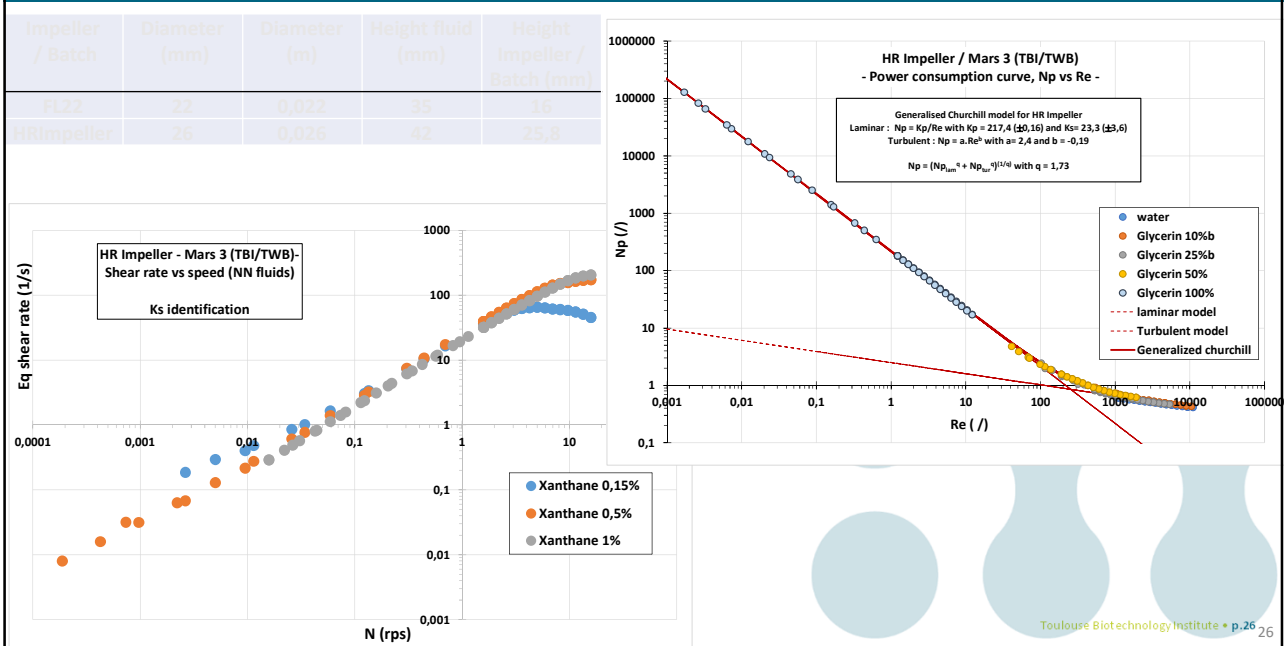 Impeller / Batch Diameter (mm) Diameter (m) Height fluid (mm) Height Impeller / Batch (mm)
FL22 22 0,022 35 16
HRImpeller 26 0,026 42 25,8
HR Impeller - Mars 3 (TBI/TWB)-
Shear rate vs speed (NN fluids)
Ks identification
Eq shear rate (1/s)
1000
100
10
1
0,1
0,01
0,001
0,0001 0,001 0,01 0,1 1 10
N (rps)
Xanthane 0,15%
Xanthane 0,5%
Xanthane 1%
HR Impeller / Mars 3 (TBI/TWB)
- Power consumption curve, Np vs Re -
Generalised Churchill model for HR Impeller
Laminar : Np = Kp/Re with Kp = 217,4 (±0,16) and Ks= 23,3 (±3,6)
Turbulent : Np = a.Re^b with a= 2,4 and b = -0,19
Np = (Np_lam^q + Np_tur^q)^(1/q) with q = 1,73
Np (/)
1000000
100000
10000
1000
100
10
1
0,1
0,001 0,01 0,1 1 10 100 1000 10000 100000
Re ( /)
water
Glycerin 10%b
Glycerin 25%b
Glycerin 50%
Glycerin 100%
laminar model
Turbulent model
Generalized churchill
Toulouse Biotechnology Institute • p.26 26